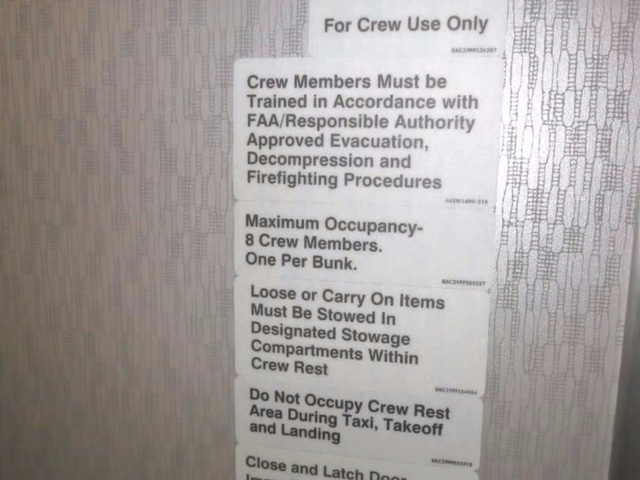 For Crew Use Only
Crew Members Must be
Trained in Accordance with
FAA/Responsible Authority
Approved Evacuation,
Decompression and
Firefighting Procedures
Maximum Occupancy-
8 Crew Members.
One Per Bunk.
Loose or Carry On Items
Must Be Stowed In
Designated Stowage
Compartments Within
Crew Rest
Do Not Occupy Crew Rest
Area During Taxi, Takeoff
and Landing
Close and Latch Door